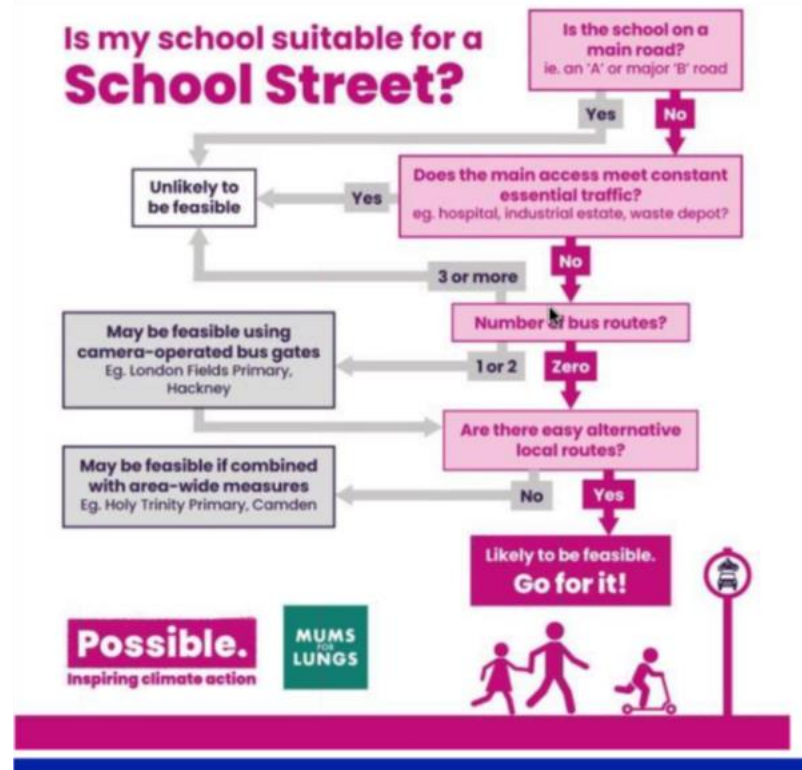 Is my school suitable for a
School Street?
Is the school on a
main road?
ie. an 'A' or major 'B' road
Yes
No
Does the main access meet constant
essential traffic?
eg. hospital, industrial estate, waste depot?
Unlikely to
be feasible
Yes
No
3 or more
Number of bus routes?
May be feasible using
camera-operated bus gates
Eg. London Fields Primary,
Hackney
1 or 2
Zero
Are there easy alternative
local routes?
May be feasible if combined
with area-wide measures
Eg. Holy Trinity Primary, Camden
No
Yes
Likely to be feasible.
Go for it!
Possible.
Inspiring climate action
MUMS
FOR
LUNGS